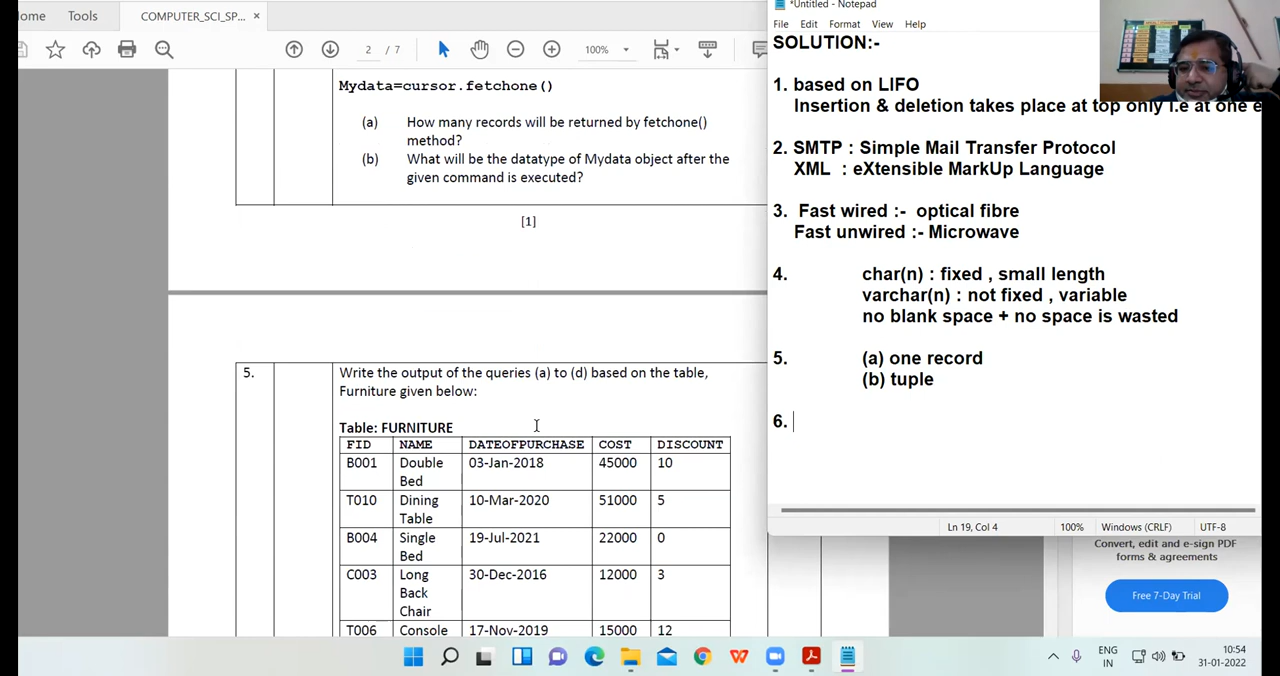 ome
Tools
COMPUTER_SCI_SP... ×
2 / 7
100%
Mydata=cursor.fetchone()
(a) How many records will be returned by fetchone()
method?
(b) What will be the datatype of Mydata object after the
given command is executed?
[1]
5. Write the output of the queries (a) to (d) based on the table,
Furniture given below:
Table: FURNITURE
FID NAME DATEOFPURCHASE COST DISCOUNT
B001 Double 03-Jan-2018 45000 10
Bed
T010 Dining 10-Mar-2020 51000 5
Table
B004 Single 19-Jul-2021 22000 0
Bed
C003 Long 30-Dec-2016 12000 3
Back
Chair
T006 Console 17-Nov-2019 15000 12
*Untitled - Notepad
File Edit Format View Help
SOLUTION:-
1. based on LIFO
Insertion & deletion takes place at top only i.e at one e
2. SMTP : Simple Mail Transfer Protocol
XML : eXtensible MarkUp Language
3. Fast wired :- optical fibre
Fast unwired :- Microwave
4. char(n) : fixed , small length
varchar(n) : not fixed , variable
no blank space + no space is wasted
5. (a) one record
(b) tuple
6.
Ln 19, Col 4 100% Windows (CRLF) UTF-8
Convert, edit and e-sign PDF
forms & agreements
Free 7-Day Trial
ENG
IN
10:54
31-01-2022